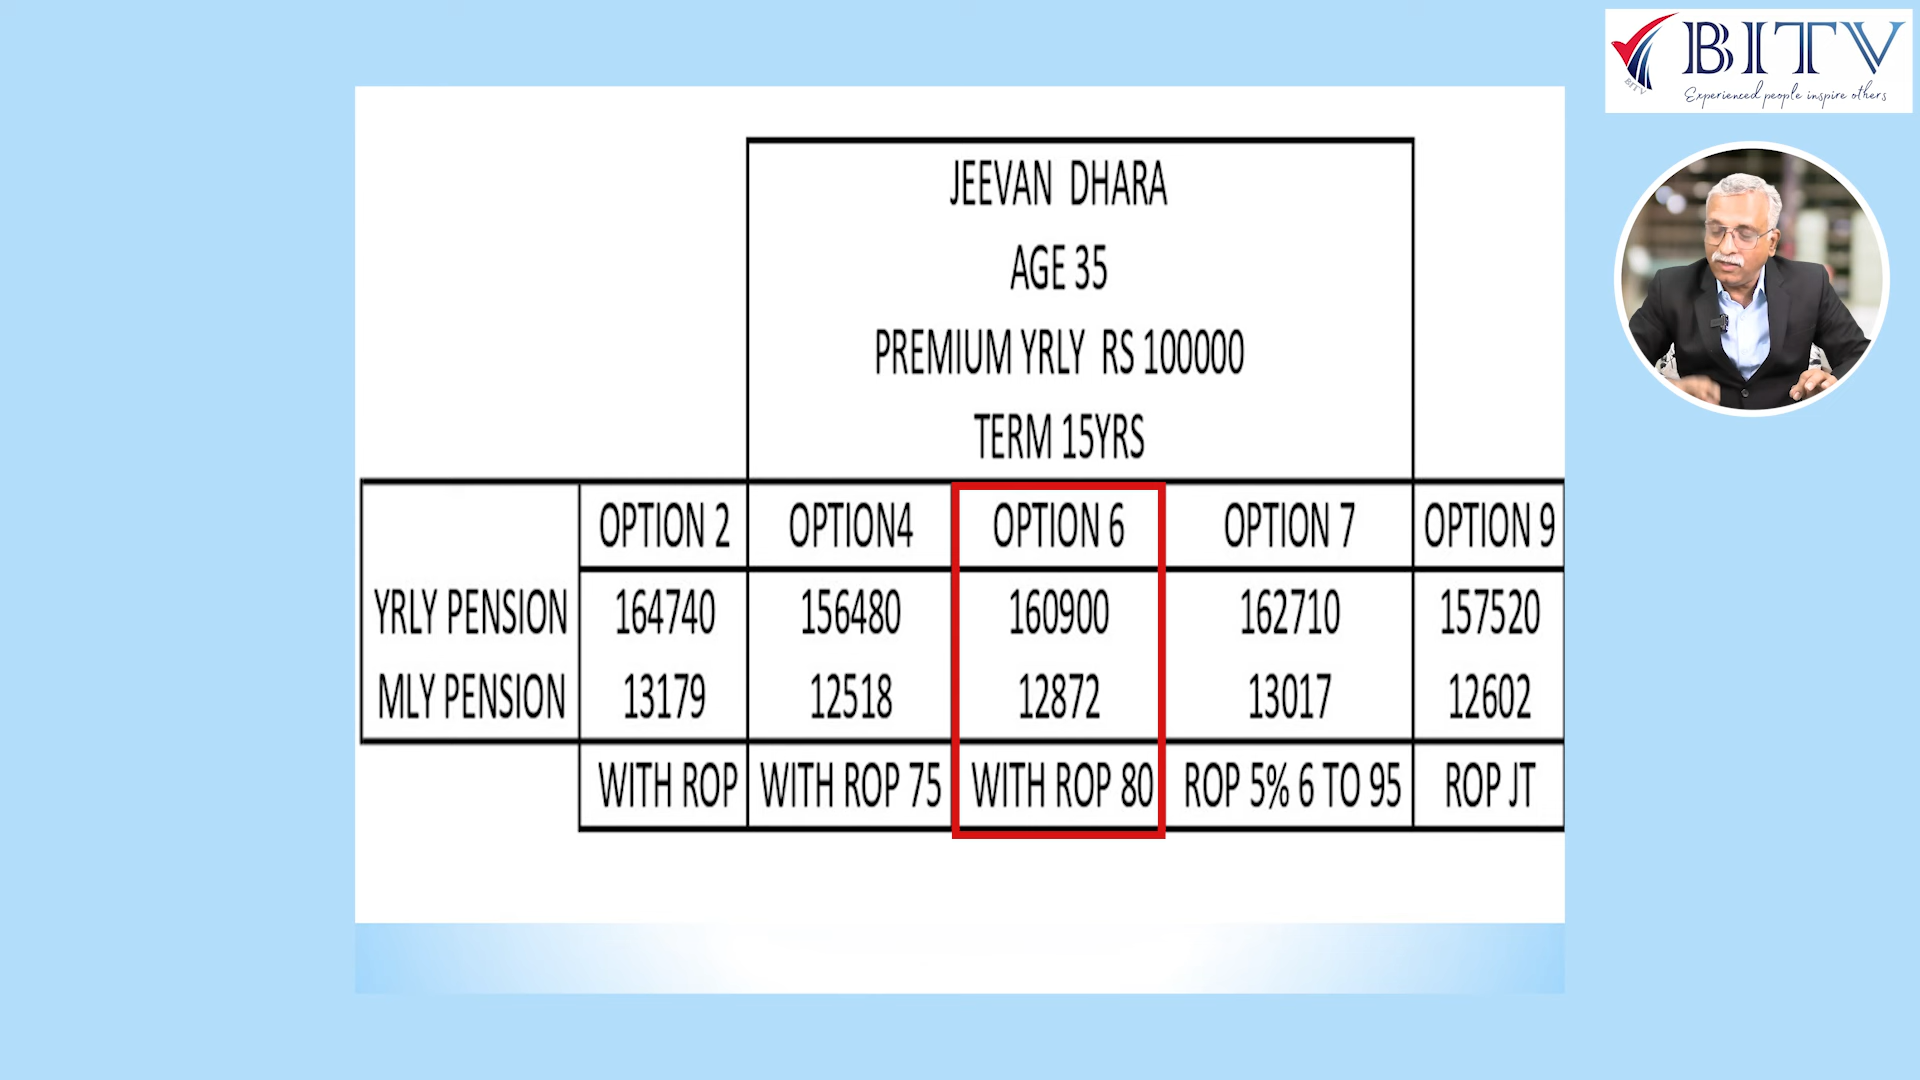 BITV
Experienced people inspire others
BITV
JEEVAN DHARA
AGE 35
PREMIUM YRLY RS 100000
TERM 15YRS
OPTION 2 OPTION4 OPTION 6 OPTION 7 OPTION 9
YRLY PENSION 164740 156480 160900 162710 157520
MLY PENSION 13179 12518 12872 13017 12602
WITH ROP WITH ROP 75 WITH ROP 80 ROP 5% 6 TO 95 ROP JT